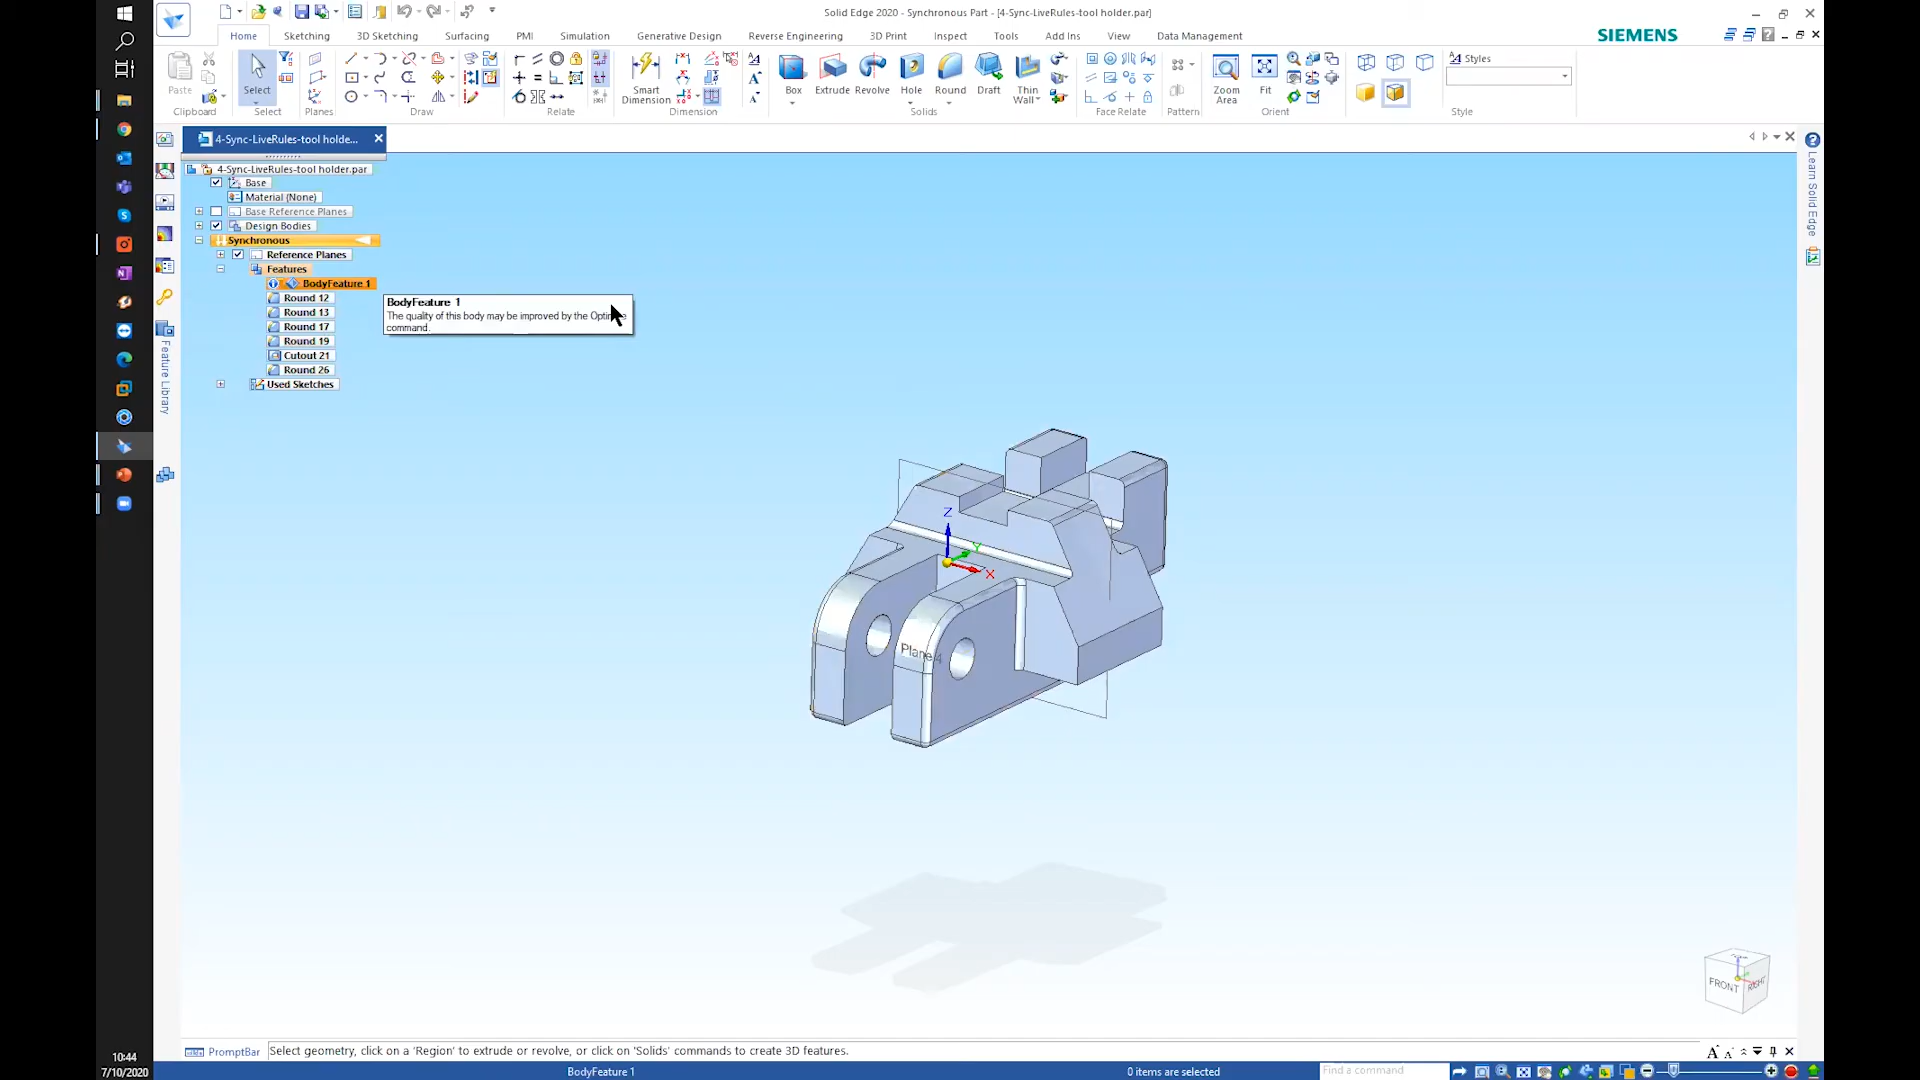 Solid Edge 2020 - Synchronous Part - [4-Sync-LiveRules-tool holder.par]
Home
Sketching
3D Sketching
Surfacing
PMI
Simulation
Generative Design
Reverse Engineering
3D Print
Inspect
Tools
Add Ins
View
Data Management
SIEMENS
Paste
Clipboard
Select
Select
Planes
Draw
Relate
Smart
Dimension
Dimension
Box
Extrude
Revolve
Hole
Round
Draft
Thin
Wall
Solids
Face Relate
Pattern
Pattern
Zoom
Area
Fit
Orient
Styles
Style
4-Sync-LiveRules-tool holde...
4-Sync-LiveRules-tool holder.par
Base
Material (None)
Base Reference Planes
Design Bodies
Synchronous
Reference Planes
Features
BodyFeature 1
Round 12
Round 13
Round 17
Round 19
Cutout 21
Round 26
Used Sketches
BodyFeature 1
The quality of this body may be improved by the
command.
Feature Library
Learn Solid Edge
Z
Y
X
Plane 4
FRONT
RIGHT
PromptBar
Select geometry, click on a 'Region' to extrude or revolve, or click on 'Solids' commands to create 3D features.
BodyFeature 1
0 items are selected
Find a command
10:44
7/10/2020